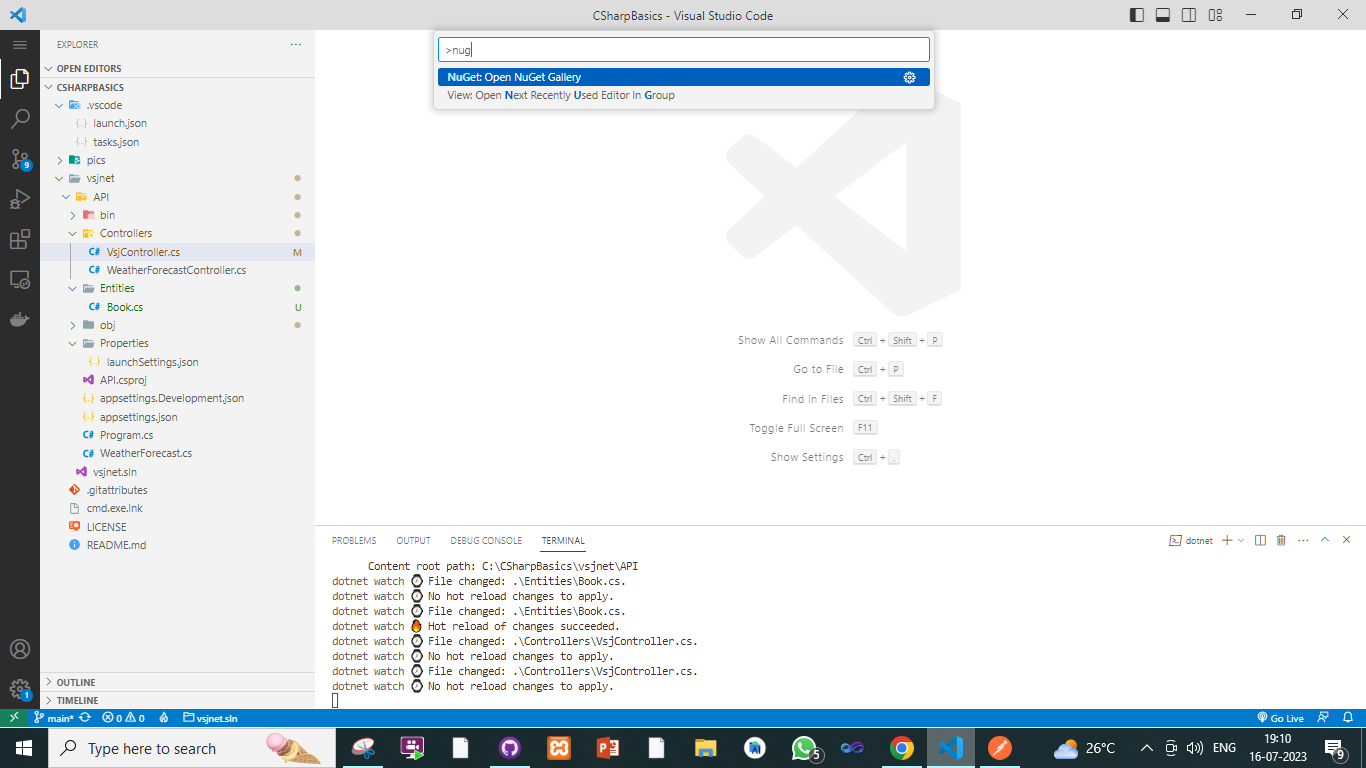 CSharpBasics - Visual Studio Code
>nug
NuGet: Open NuGet Gallery
View: Open Next Recently Used Editor In Group
EXPLORER
OPEN EDITORS
CSHARPBASICS
.vscode
{..} launch.json
{..} tasks.json
pics
vsjnet
API
bin
Controllers
C# VsjController.cs M
C# WeatherForecastController.cs
Entities
C# Book.cs U
obj
Properties
{..} launchSettings.json
API.csproj
{..} appsettings.Development.json
{..} appsettings.json
C# Program.cs
C# WeatherForecast.cs
vsjnet.sln
.gitattributes
cmd.exe.lnk
LICENSE
README.md
OUTLINE
TIMELINE
9
1
Show All Commands Ctrl + Shift + P
Go to File Ctrl + P
Find in Files Ctrl + Shift + F
Toggle Full Screen F11
Show Settings Ctrl + ,
PROBLEMS OUTPUT DEBUG CONSOLE TERMINAL dotnet
Content root path: C:\CSharpBasics\vsjnet\API
dotnet watch ⌚ File changed: .\Entities\Book.cs.
dotnet watch ⌚ No hot reload changes to apply.
dotnet watch ⌚ File changed: .\Entities\Book.cs.
dotnet watch 🔥 Hot reload of changes succeeded.
dotnet watch ⌚ File changed: .\Controllers\VsjController.cs.
dotnet watch ⌚ No hot reload changes to apply.
dotnet watch ⌚ File changed: .\Controllers\VsjController.cs.
dotnet watch ⌚ No hot reload changes to apply.
main* 0 0 vsjnet.sln Go Live
Type here to search 5 26°C ENG 19:10
16-07-2023 9